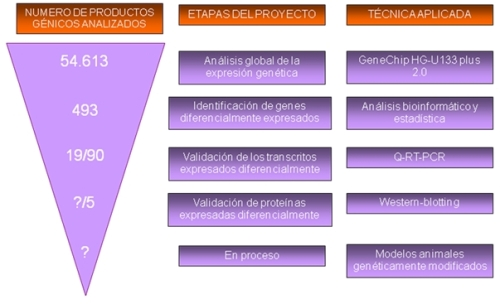 NUMERO DE PRODUCTOS
GÉNICOS ANALIZADOS
ETAPAS DEL PROYECTO
TÉCNICA APLICADA
54.613
Análisis global de la
expresión genética
GeneChip HG-U133 plus
2.0
493
Identificación de genes
diferencialmente expresados
Análisis bioinformático y
estadística
19/90
Validación de los transcritos
expresados diferencialmente
Q-RT-PCR
?/5
Validación de proteínas
expresadas diferencialmente
Western-blotting
?
En proceso
Modelos animales
genéticamente modificados